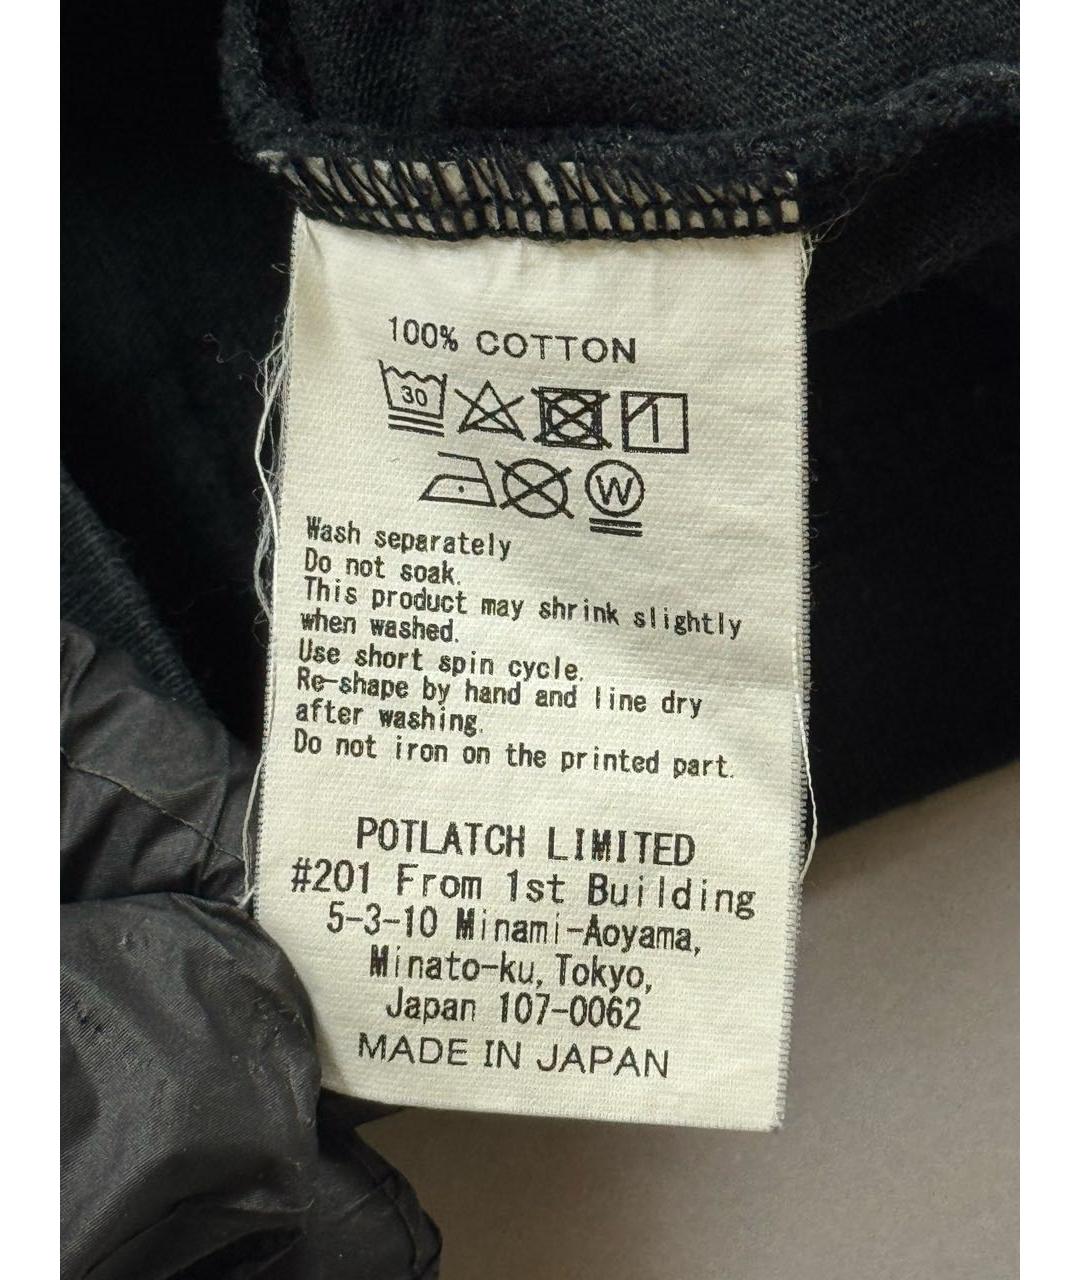 100% COTTON
30
W
Wash separately
Do not soak.
This product may shrink slightly
when washed.
Use short spin cycle.
Re-shape by hand and line dry
after washing.
Do not iron on the printed part.
POTLATCH LIMITED
#201 From 1st Building
5-3-10 Minami-Aoyama,
Minato-ku, Tokyo,
Japan 107-0062
MADE IN JAPAN